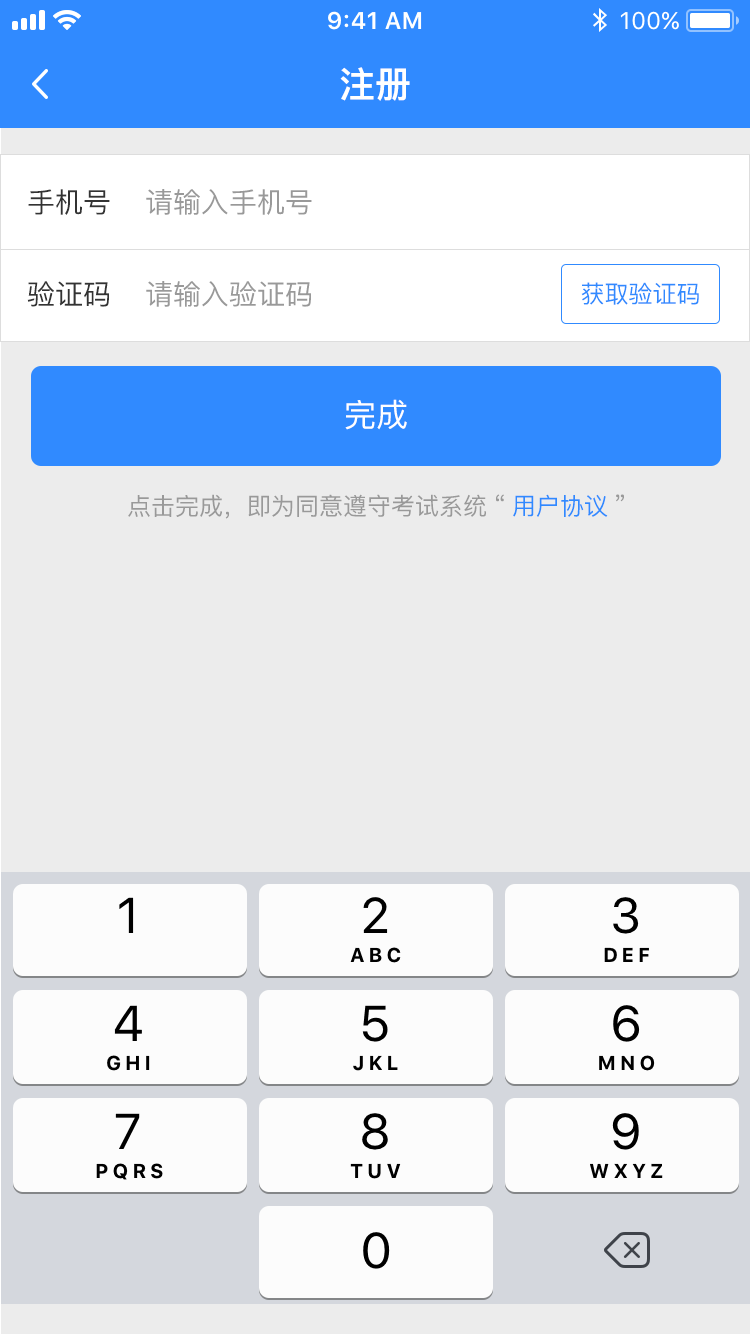 9:41 AM 100%
注册
手机号 请输入手机号
验证码 请输入验证码 获取验证码
完成
点击完成，即为同意遵守考试系统“用户协议”
1 2 3
ABC DEF
4 5 6
GHI JKL MNO
7 8 9
PQRS TUV WXYZ
0